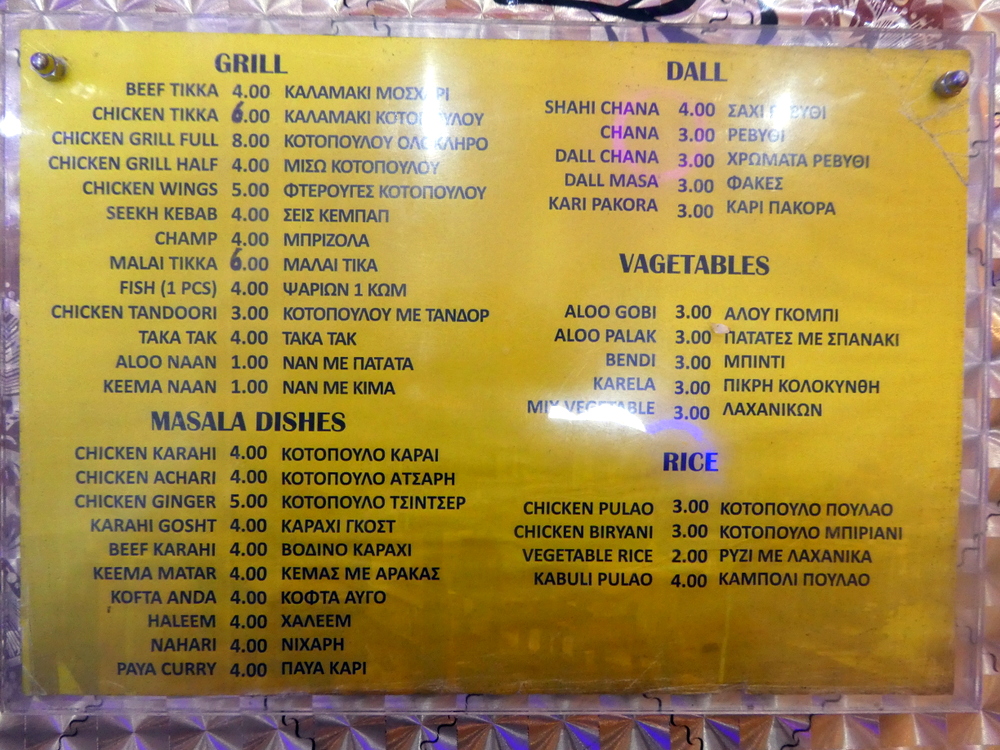 GRILL
BEEF TIKKA 4.00 ΚΑΛΑΜΑΚΙ ΜΟΣΧΑΡΙ
CHICKEN TIKKA 6.00 ΚΑΛΑΜΑΚΙ ΚΟΤΟΠΟΥΛΟΥ
CHICKEN GRILL FULL 8.00 ΚΟΤΟΠΟΥΛΟΥ ΟΛΟΚΛΗΡΟ
CHICKEN GRILL HALF 4.00 ΜΙΣΩ ΚΟΤΟΠΟΥΛΟΥ
CHICKEN WINGS 5.00 ΦΤΕΡΟΥΓΕΣ ΚΟΤΟΠΟΥΛΟΥ
SEEKH KEBAB 4.00 ΣΕΙΣ ΚΕΜΠΑΠ
CHAMP 4.00 ΜΠΡΙΖΟΛΑ
MALAI TIKKA 6.00 ΜΑΛΑΙ ΤΙΚΑ
FISH (1 PCS) 4.00 ΨΑΡΙΩΝ 1 ΚΩΜ
CHICKEN TANDOORI 3.00 ΚΟΤΟΠΟΥΛΟΥ ΜΕ ΤΑΝΔΟΡ
TAKA TAK 4.00 ΤΑΚΑ ΤΑΚ
ALOO NAAN 1.00 ΝΑΝ ΜΕ ΠΑΤΑΤΑ
KEEMA NAAN 1.00 ΝΑΝ ΜΕ ΚΙΜΑ
MASALA DISHES
CHICKEN KARAHI 4.00 ΚΟΤΟΠΟΥΛΟ ΚΑΡΑΙ
CHICKEN ACHARI 4.00 ΚΟΤΟΠΟΥΛΟ ΑΤΣΑΡΗ
CHICKEN GINGER 5.00 ΚΟΤΟΠΟΥΛΟ ΤΣΙΝΤΣΕΡ
KARAHI GOSHT 4.00 ΚΑΡΑΧΙ ΓΚΟΣΤ
BEEF KARAHI 4.00 ΒΟΔΙΝΟ ΚΑΡΑΧΙ
KEEMA MATAR 4.00 ΚΕΜΑΣ ΜΕ ΑΡΑΚΑΣ
KOFTA ANDA 4.00 ΚΟΦΤΑ ΑΥΓΟ
HALEEM 4.00 ΧΑΛΕΕΜ
NAHARI 4.00 ΝΙΧΑΡΗ
PAYA CURRY 4.00 ΠΑΥΑ ΚΑΡΙ
DALL
SHAHI CHANA 4.00 ΣΑΧΙ ΡΕΒΥΘΙ
CHANA 3.00 ΡΕΒΥΘΙ
DALL CHANA 3.00 ΧΡΩΜΑΤΑ ΡΕΒΥΘΙ
DALL MASA 3.00 ΦΑΚΕΣ
KARI PAKORA 3.00 ΚΑΡΙ ΠΑΚΟΡΑ
VAGETABLES
ALOO GOBI 3.00 ΑΛΟΥ ΓΚΟΜΠΙ
ALOO PALAK 3.00 ΠΑΤΑΤΕΣ ΜΕ ΣΠΑΝΑΚΙ
BENDI 3.00 ΜΠΙΝΤΙ
KARELA 3.00 ΠΙΚΡΗ ΚΟΛΟΚΥΝΘΗ
MIX VEGETABLE 3.00 ΛΑΧΑΝΙΚΩΝ
RICE
CHICKEN PULAO 3.00 ΚΟΤΟΠΟΥΛΟ ΠΟΥΛΑΟ
CHICKEN BIRYANI 3.00 ΚΟΤΟΠΟΥΛΟ ΜΠΙΡΙΑΝΙ
VEGETABLE RICE 2.00 ΡΥΖΙ ΜΕ ΛΑΧΑΝΙΚΑ
KABULI PULAO 4.00 ΚΑΜΠΟΛΙ ΠΟΥΛΑΟ